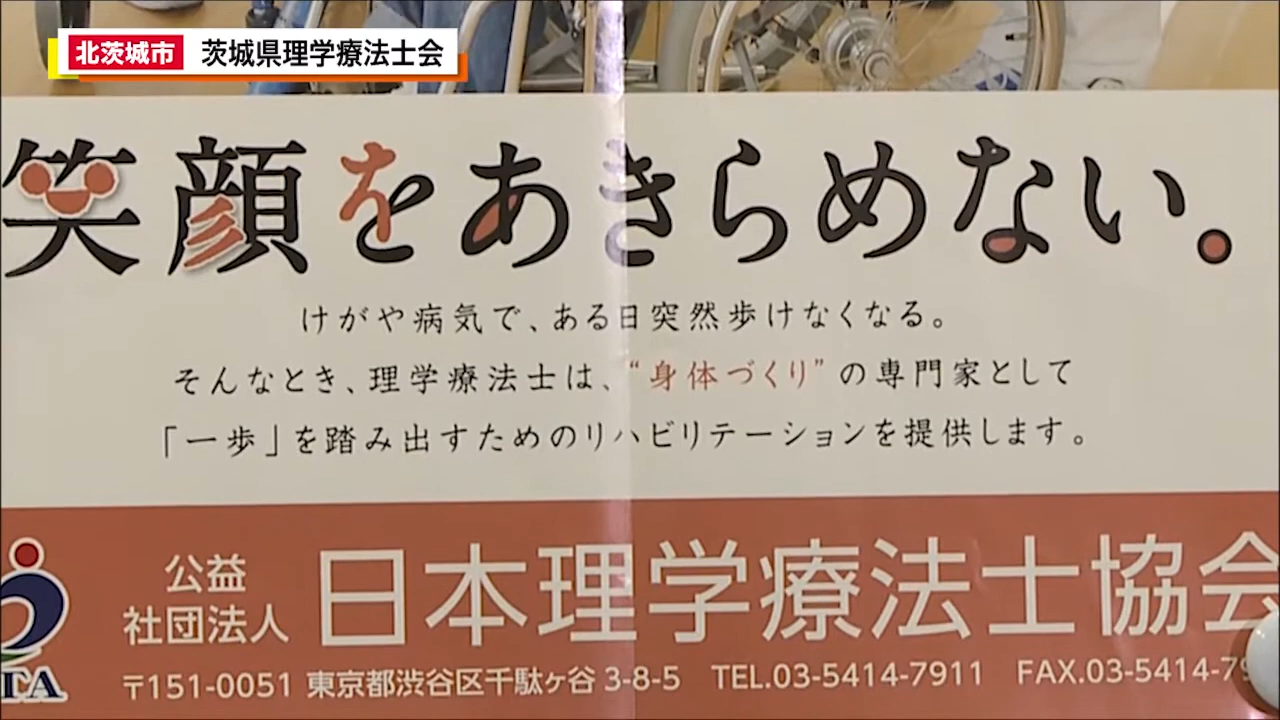 北茨城市 茨城県理学療法士会
笑顔をあきらめない。
けがや病気で、ある日突然歩けなくなる。
そんなとき、理学療法士は、“身体づくり”の専門家として
「一歩」を踏み出すためのリハビリテーションを提供します。
公益
社団法人
日本理学療法士協会
〒151-0051 東京都渋谷区千駄ヶ谷 3-8-5 TEL.03-5414-7911 FAX.03-5414-79